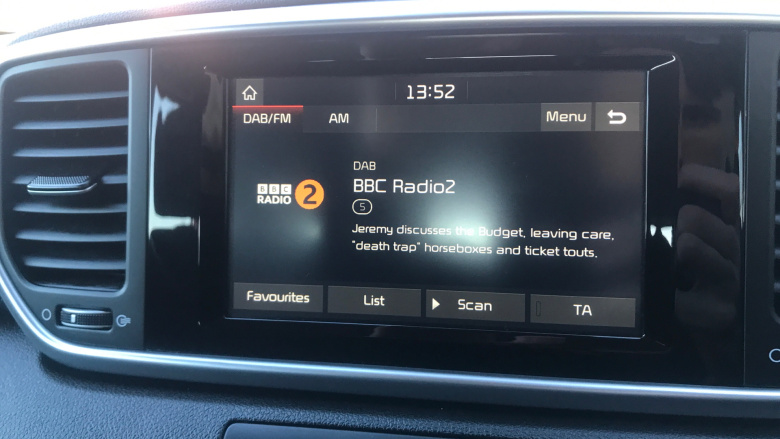 13:52
DAB/FM AM Menu
DAB
BBC RADIO 2
BBC Radio2
5
Jeremy discusses the Budget, leaving care,
"death trap" horseboxes and ticket touts.
Favourites List Scan TA